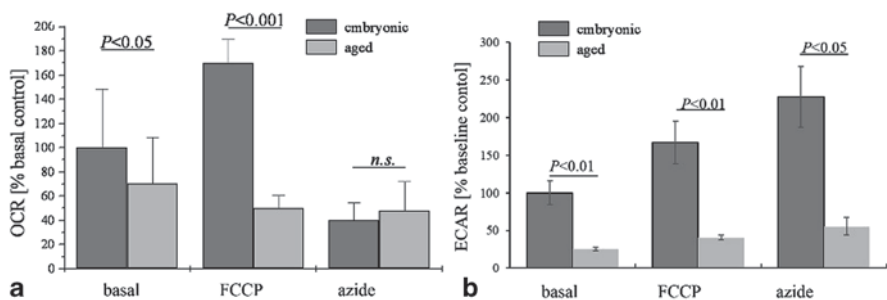 OCR [% basal control]
200
180
160
140
120
100
80
60
40
20
0
embryonic
aged
P<0.05
P<0.001
n.s.
basal FCCP azide
a
ECAR [% baseline contol]
300
250
200
150
100
50
0
embryonic
aged
P<0.01
P<0.01
P<0.05
basal FCCP azide
b